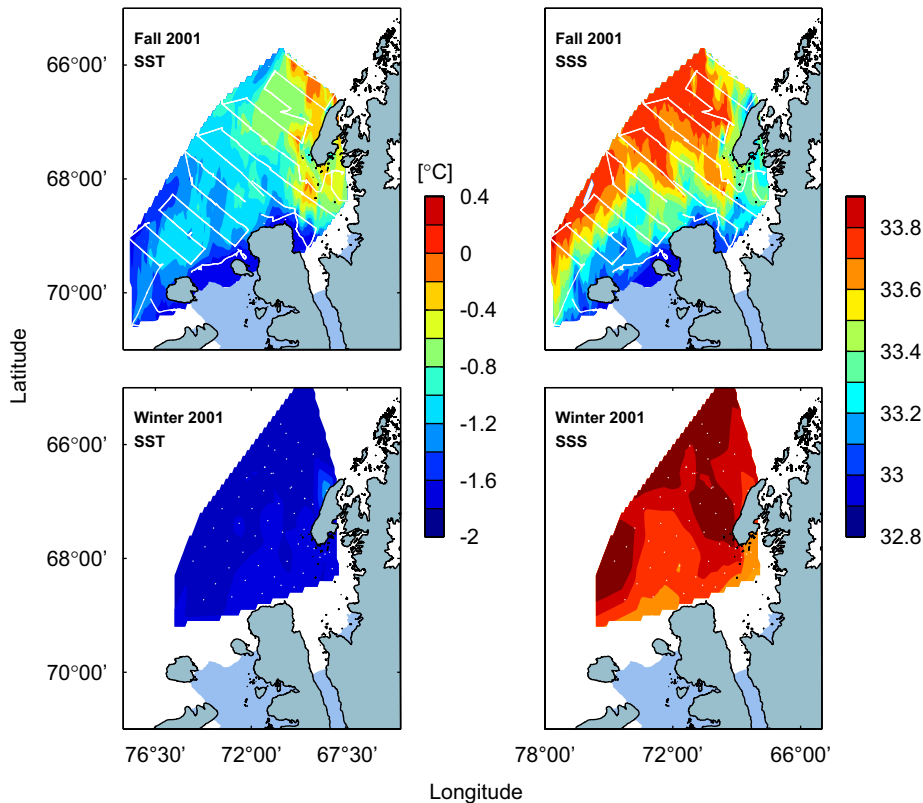 Fall 2001
SST
Fall 2001
SSS
66°00’
68°00’
70°00’
[°C]
0.4
0
-0.4
-0.8
-1.2
-1.6
-2
33.8
33.6
33.4
33.2
33
32.8
Latitude
Winter 2001
SST
Winter 2001
SSS
66°00’
68°00’
70°00’
76°30’
72°00’
67°30’
78°00’
72°00’
66°00’
Longitude